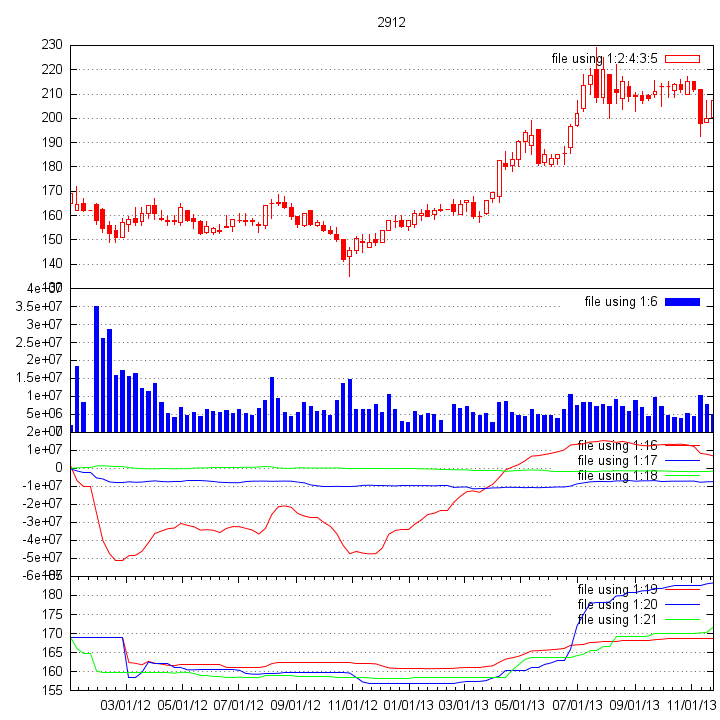 2912
230
file using 1:2:4:3:5
220
210
200
190
180
170
160
150
140
4e+07
file using 1:6
3.5e+07
3e+07
2.5e+07
2e+07
1.5e+07
1e+07
5e+06
file using 1:16
1e+07
file using 1:17
0
file using 1:18
-1e+07
-2e+07
-3e+07
-4e+07
-5e+07
file using 1:19
180
file using 1:20
175
file using 1:21
170
165
160
155
03/01/12 05/01/12 07/01/12 09/01/12 11/01/12 01/01/13 03/01/13 05/01/13 07/01/13 09/01/13 11/01/13